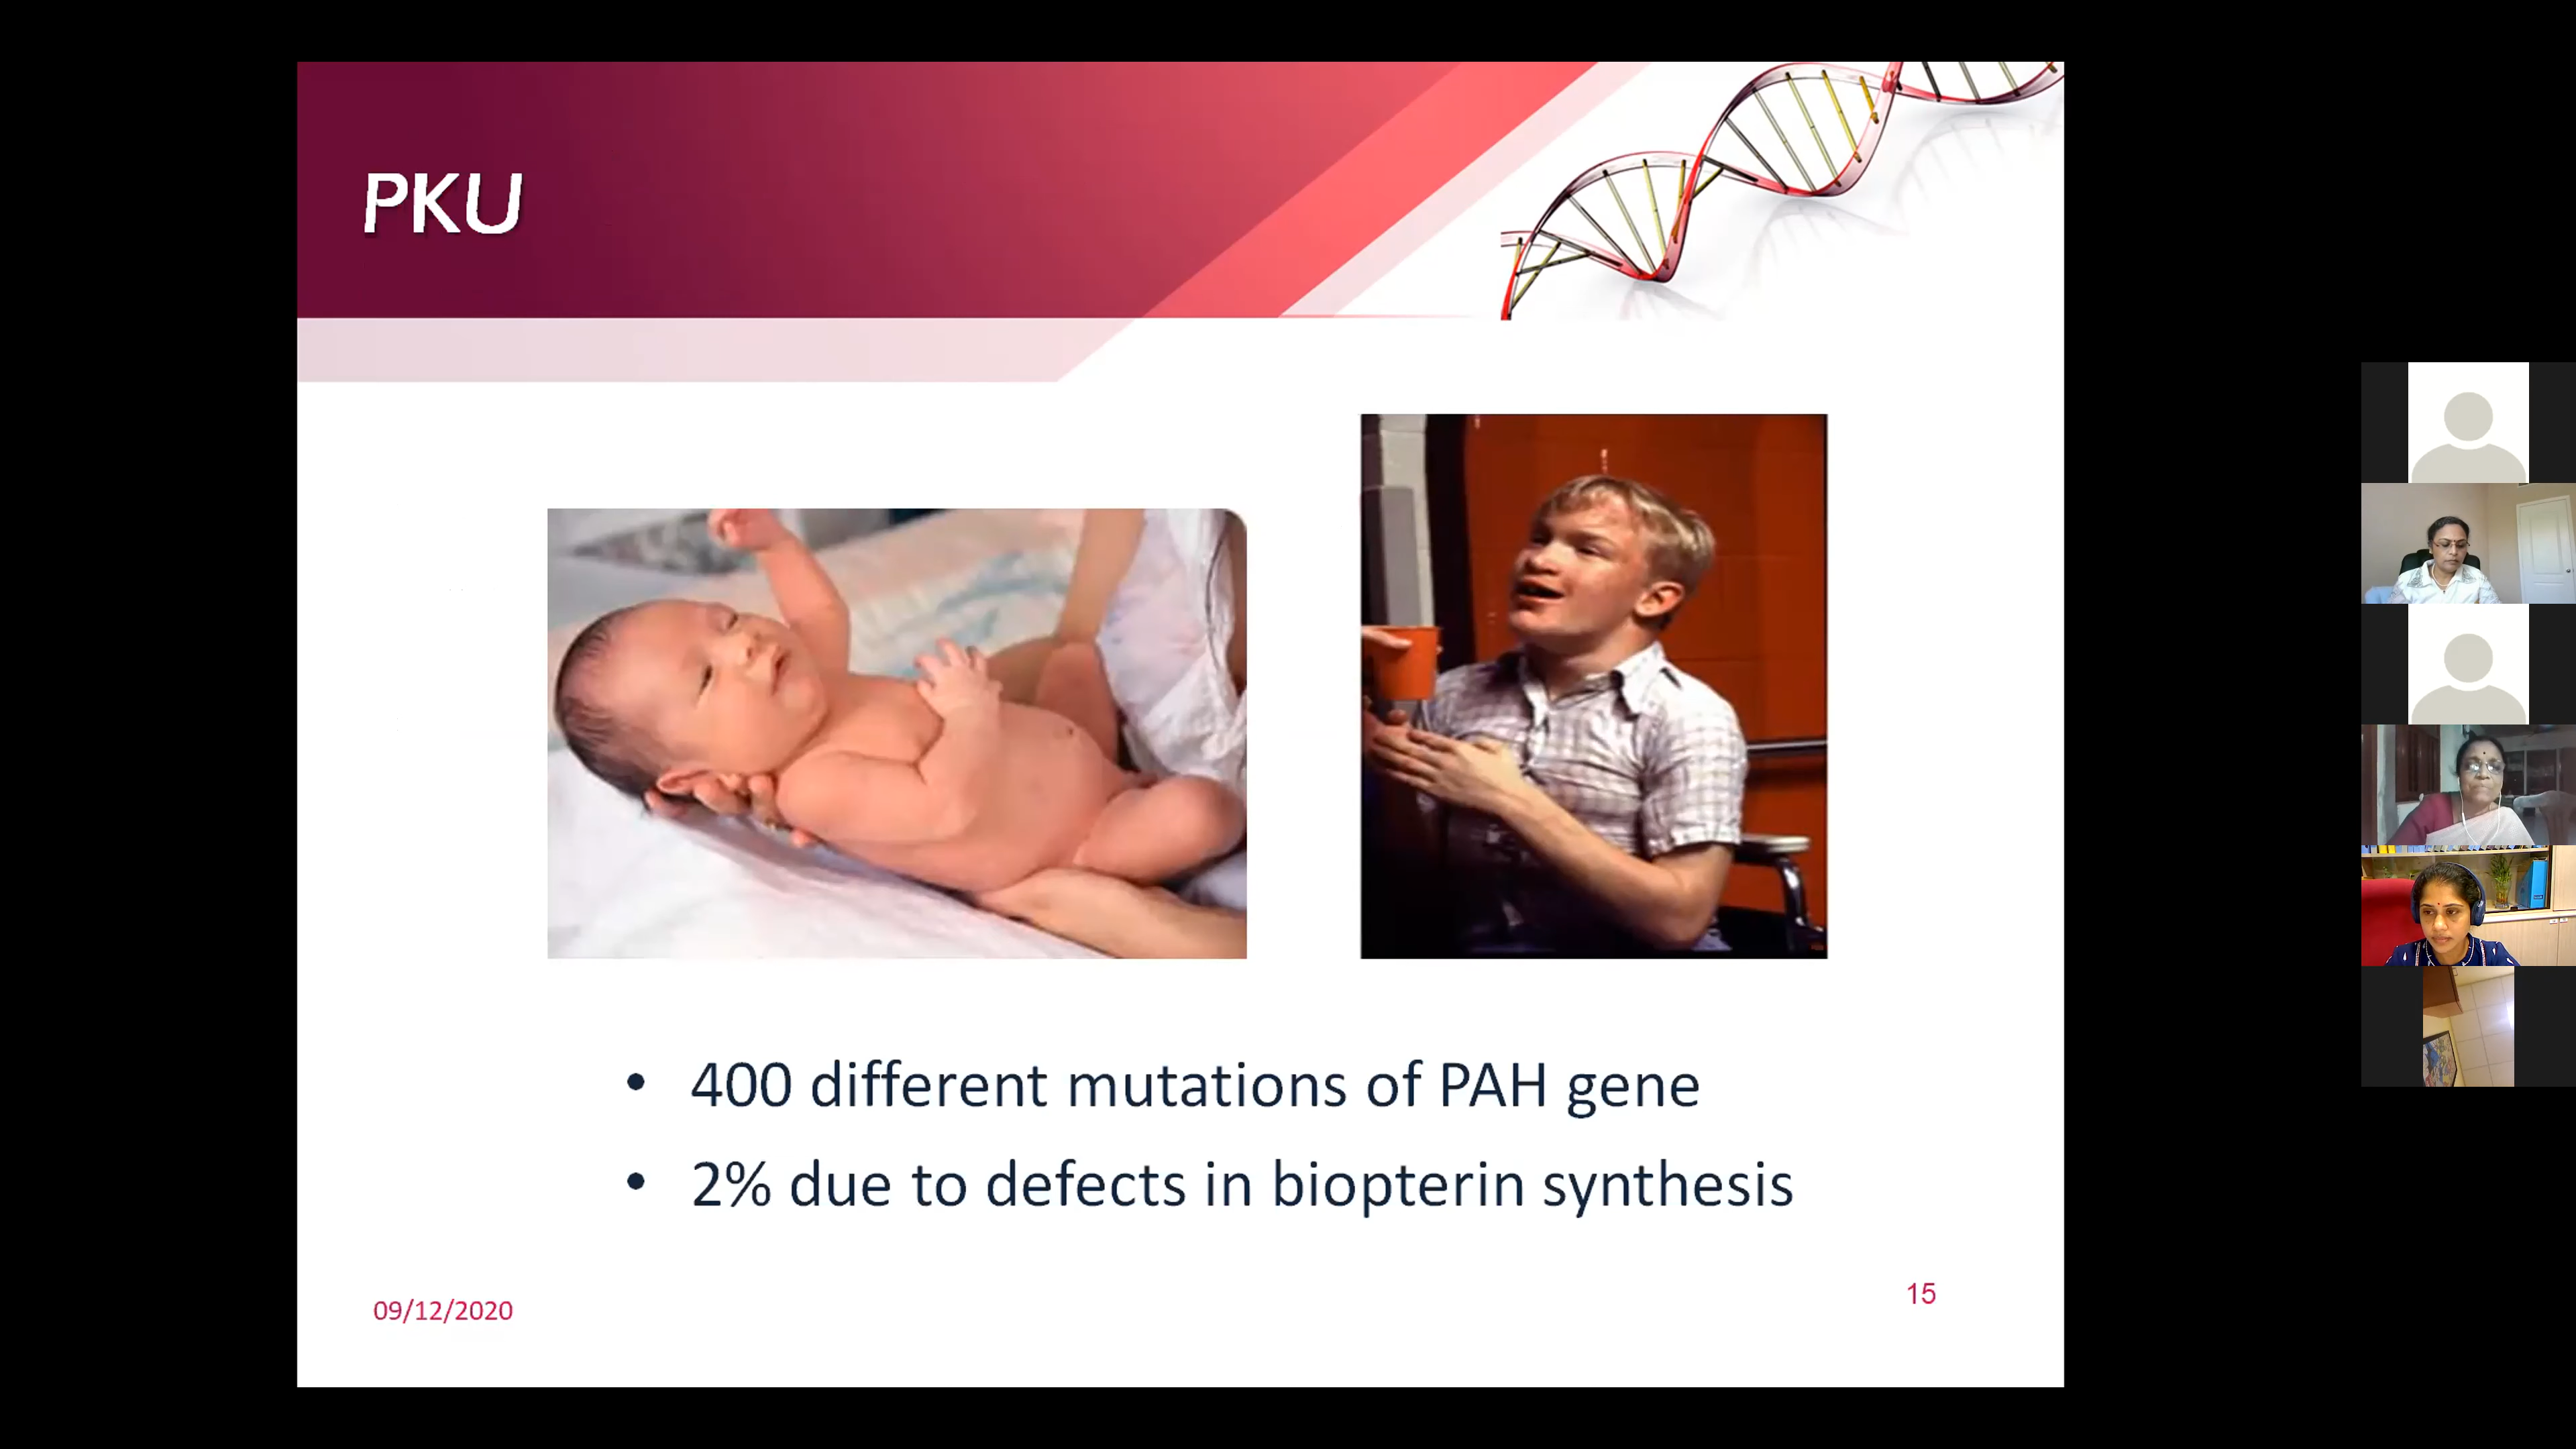 PKU
• 400 different mutations of PAH gene
• 2% due to defects in biopterin synthesis
09/12/2020
15